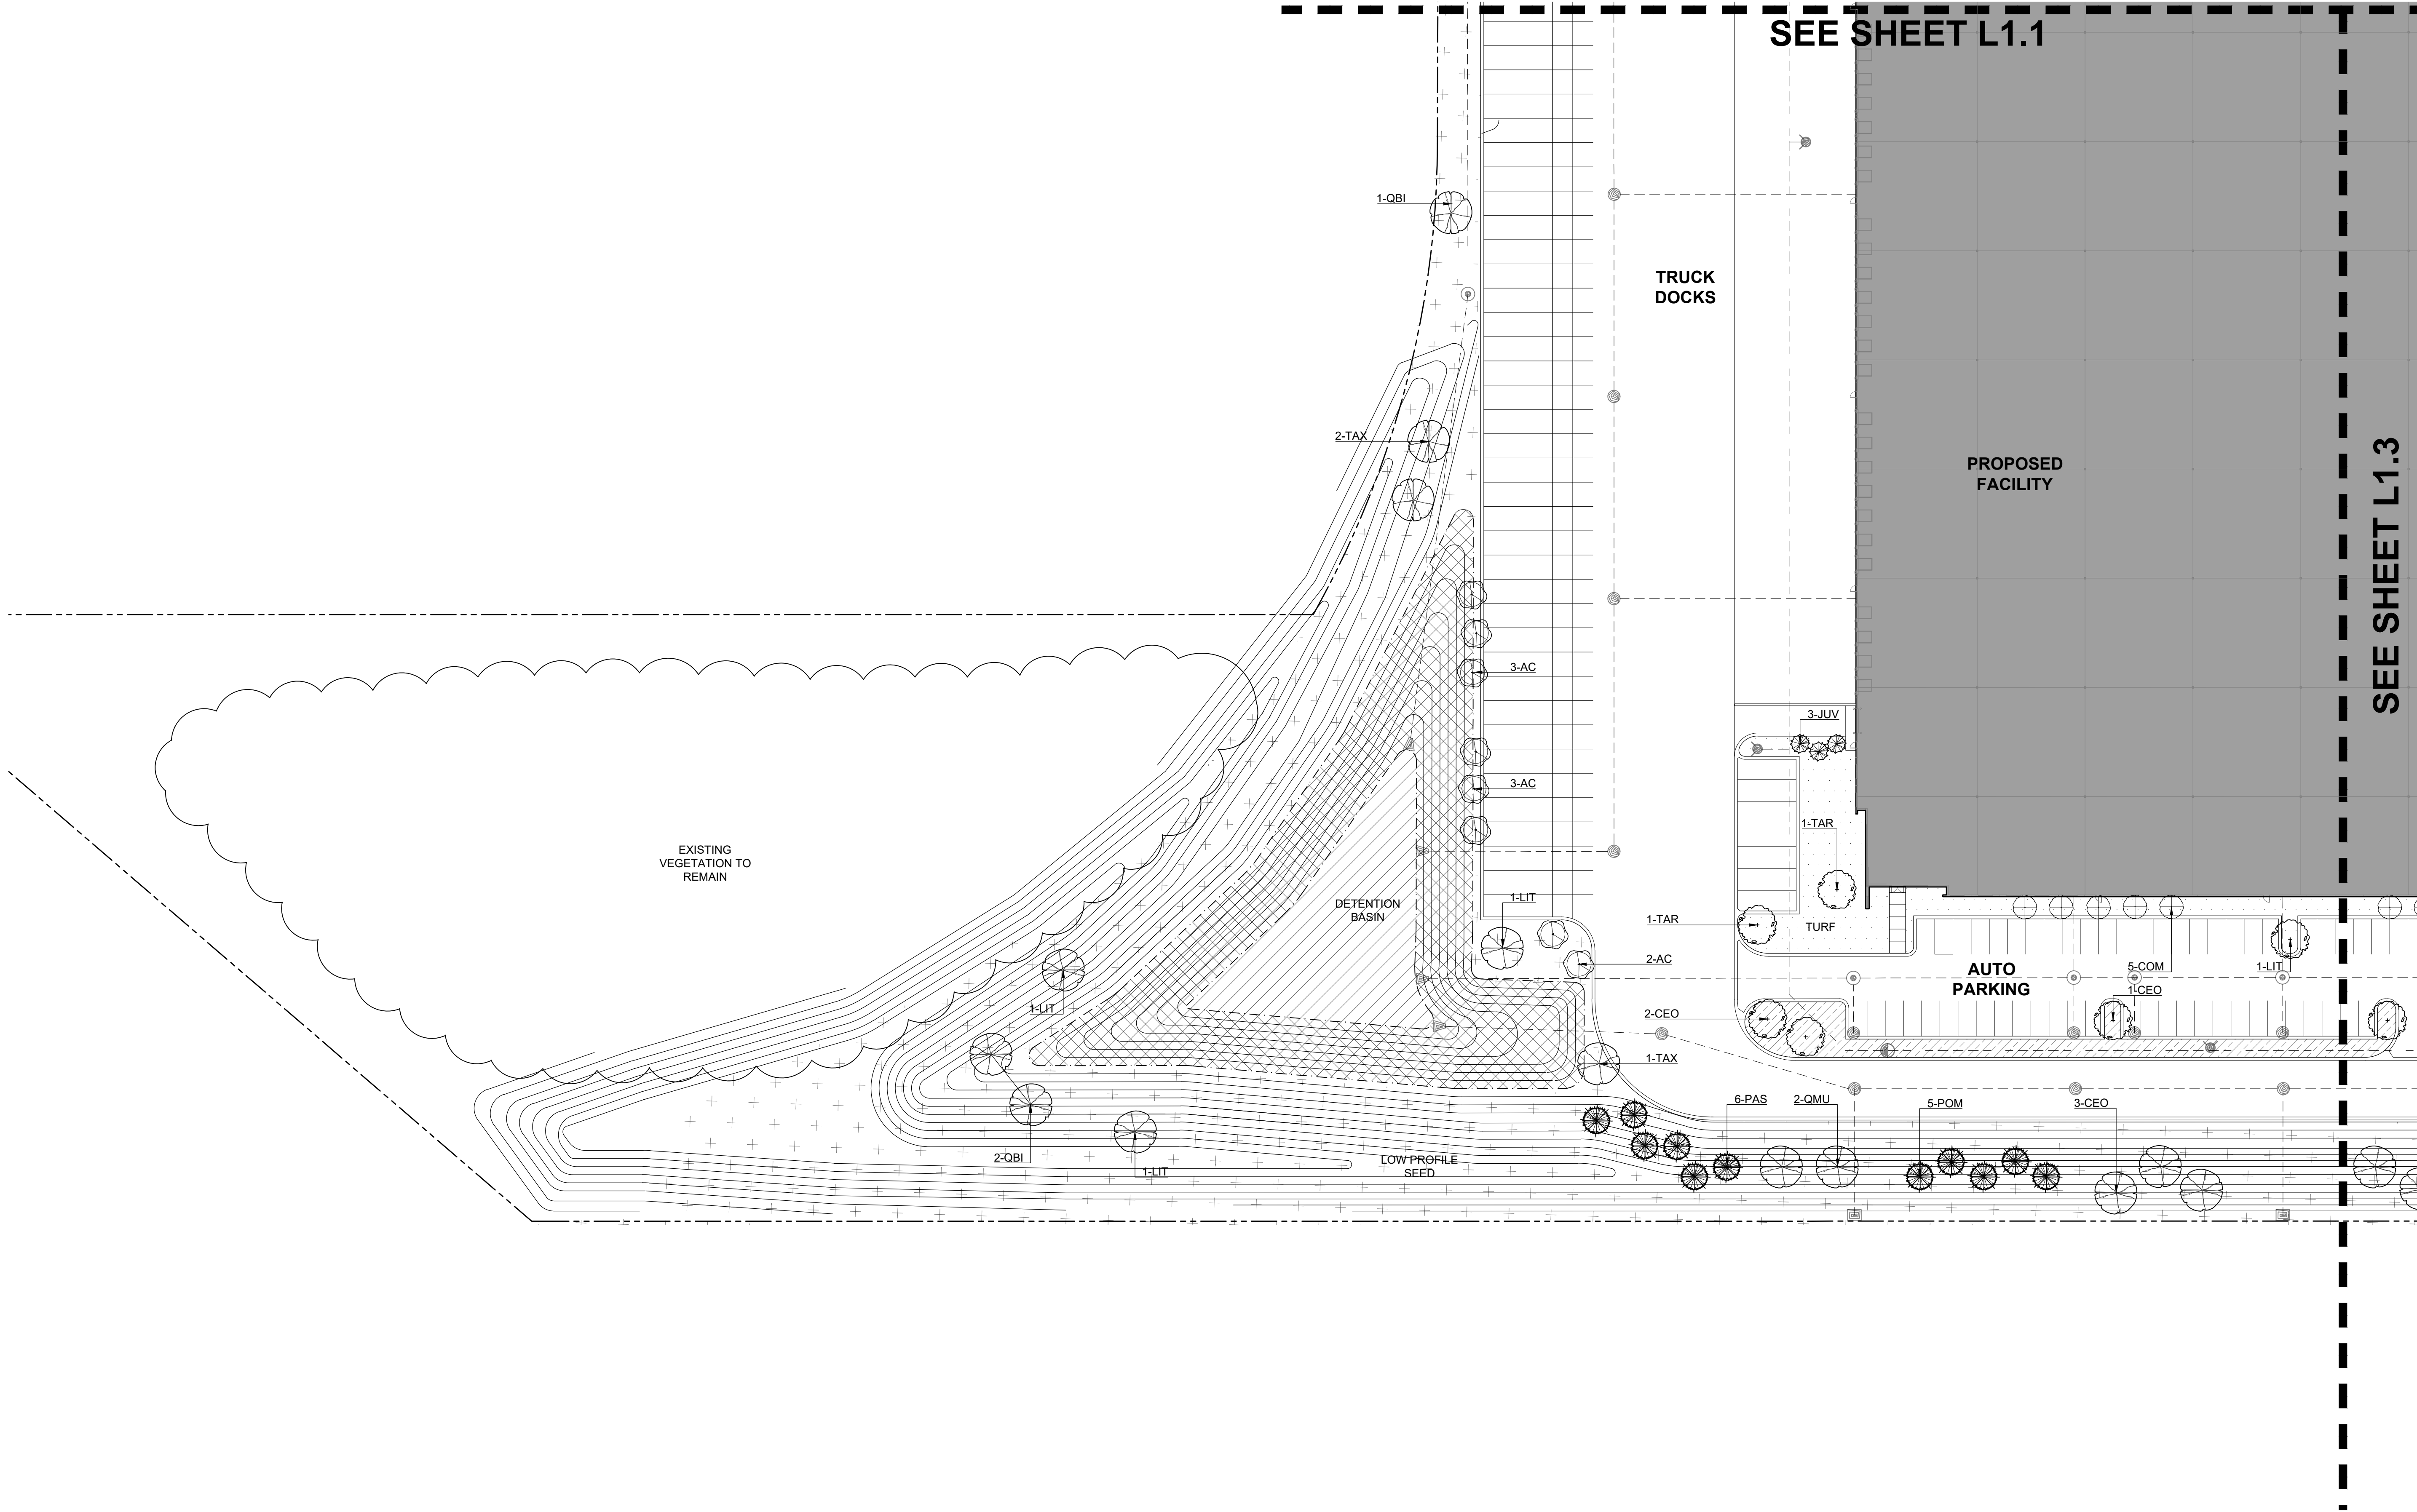 SEE SHEET L1.1
1-QBI
TRUCK
DOCKS
2-TAX
PROPOSED
FACILITY
SEE SHEET L1.3
3-AC
3-JUV
3-AC
1-TAR
EXISTING
VEGETATION TO
REMAIN
DETENTION
BASIN
1-LIT
1-TAR
TURF
2-AC
AUTO
PARKING
5-COM
1-LIT
1-CEO
1-LIT
2-CEO
1-TAX
6-PAS
2-QMU
5-POM
3-CEO
2-QBI
1-LIT
LOW PROFILE
SEED